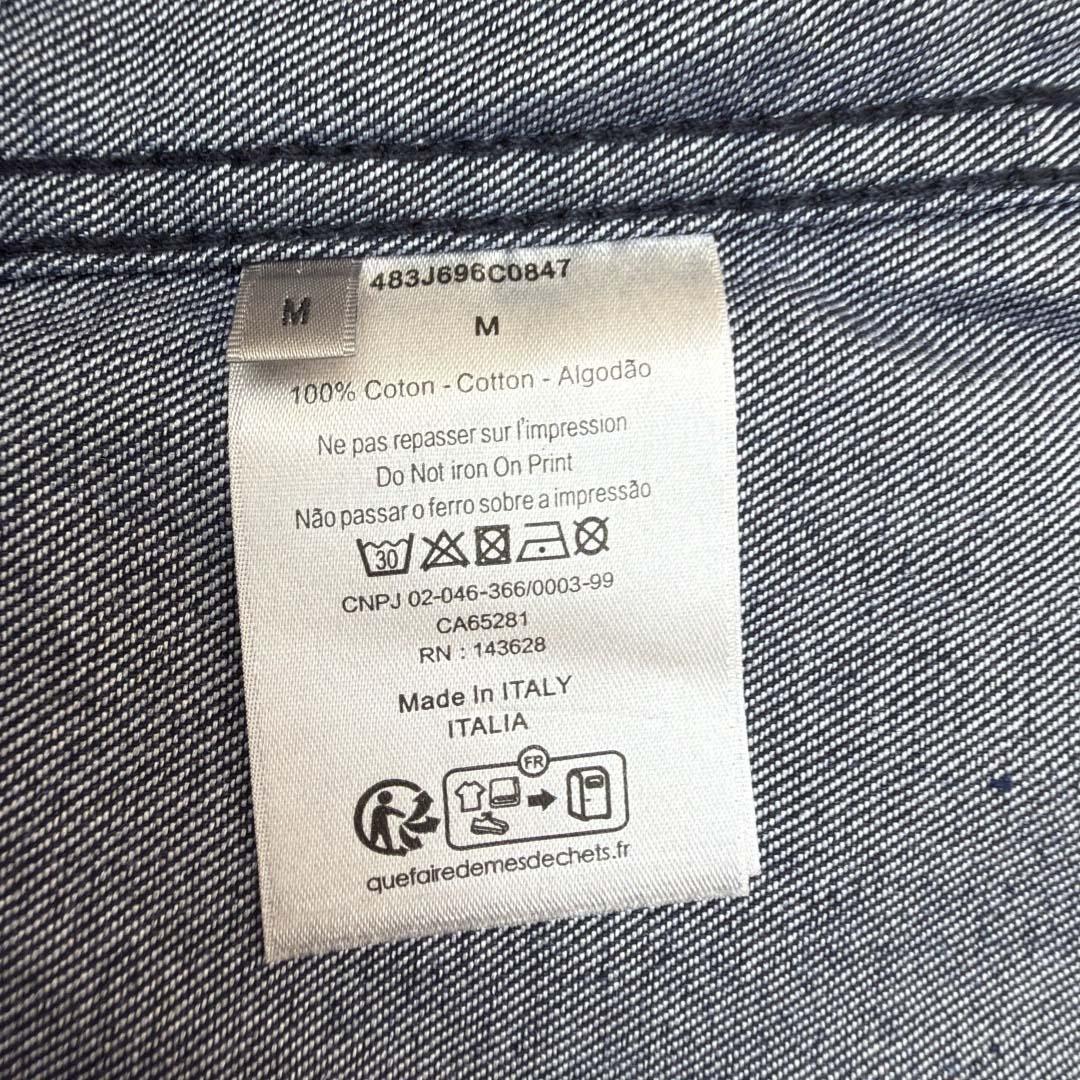 M
483J696C0847
M
100% Coton - Cotton - Algodão
Ne pas repasser sur l'impression
Do Not iron On Print
Não passar o ferro sobre a impressão
30
CNPJ 02-046-366/0003-99
CA65281
RN : 143628
Made In ITALY
ITALIA
FR
quefairedemesdechets.fr